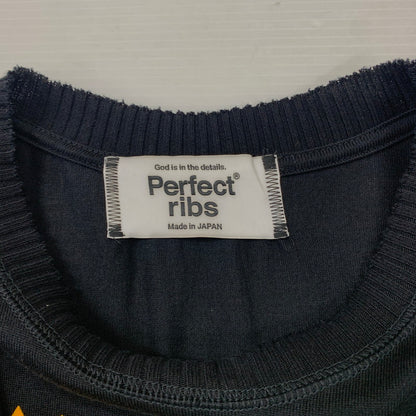 God is in the details.
Perfect®
ribs
Made in JAPAN